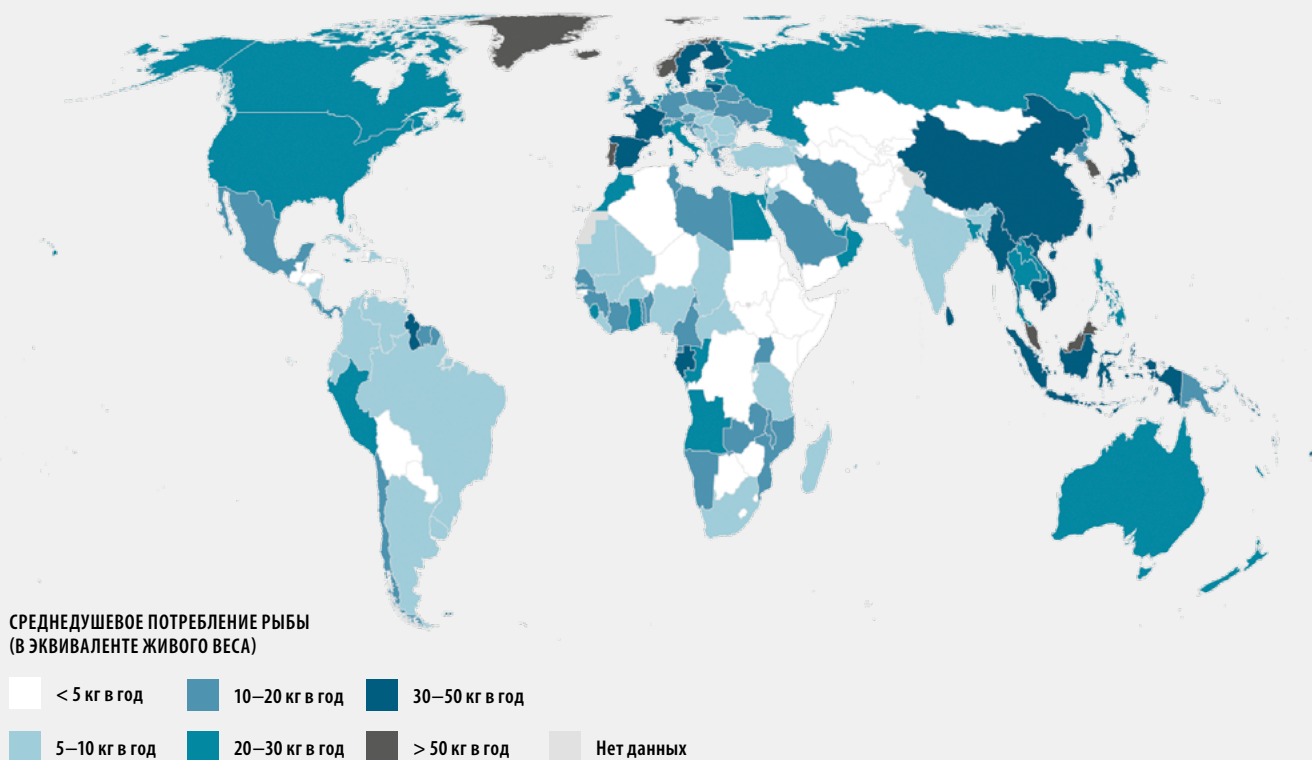 СРЕДНЕДУШЕВОЕ ПОТРЕБЛЕНИЕ РЫБЫ
(В ЭКВИВАЛЕНТЕ ЖИВОГО ВЕСА)
< 5 кг в год
10–20 кг в год
30–50 кг в год
5–10 кг в год
20–30 кг в год
> 50 кг в год
Нет данных